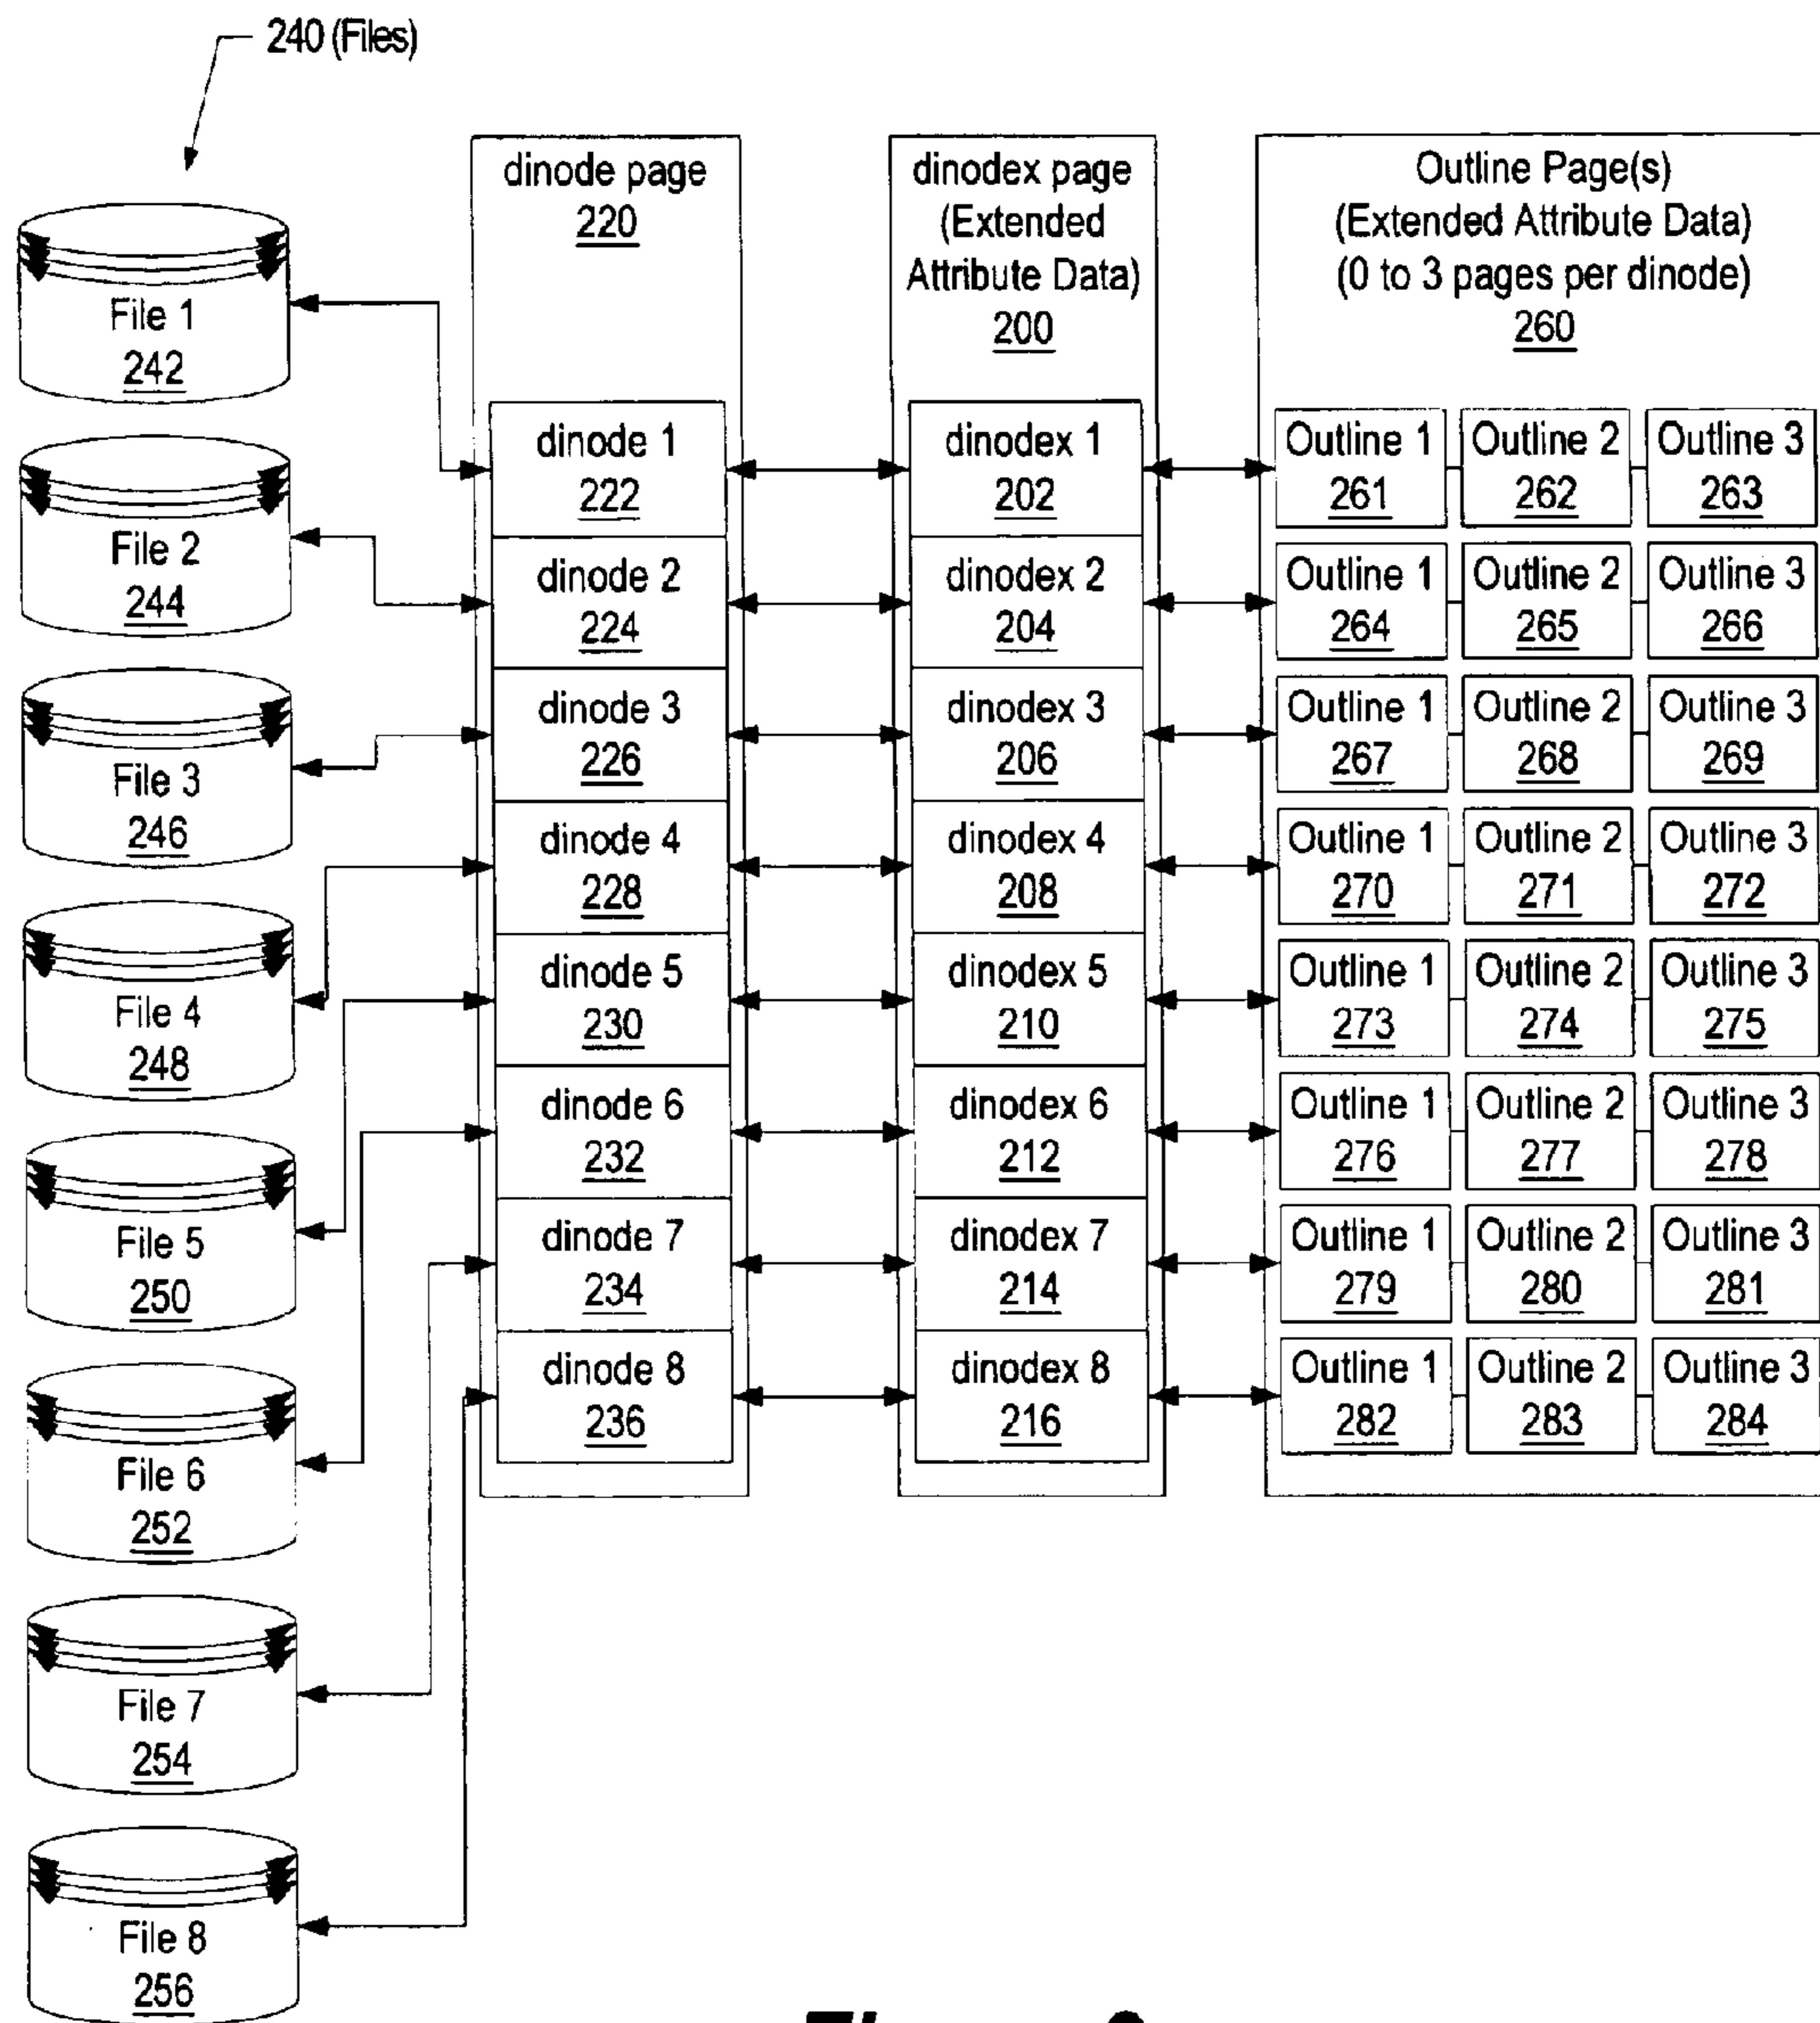 240 (Files)
File 1
242
File 2
244
File 3
246
File 4
248
File 5
250
File 6
252
File 7
254
File 8
256
dinode page
220
dinode 1
222
dinode 2
224
dinode 3
226
dinode 4
228
dinode 5
230
dinode 6
232
dinode 7
234
dinode 8
236
dinodex page
(Extended
Attribute Data)
200
dinodex 1
202
dinodex 2
204
dinodex 3
206
dinodex 4
208
dinodex 5
210
dinodex 6
212
dinodex 7
214
dinodex 8
216
Outline Page(s)
(Extended Attribute Data)
(0 to 3 pages per dinode)
260
Outline 1 Outline 2 Outline 3
261 262 263
Outline 1 Outline 2 Outline 3
264 265 266
Outline 1 Outline 2 Outline 3
267 268 269
Outline 1 Outline 2 Outline 3
270 271 272
Outline 1 Outline 2 Outline 3
273 274 275
Outline 1 Outline 2 Outline 3
276 277 278
Outline 1 Outline 2 Outline 3
279 280 281
Outline 1 Outline 2 Outline 3
282 283 284